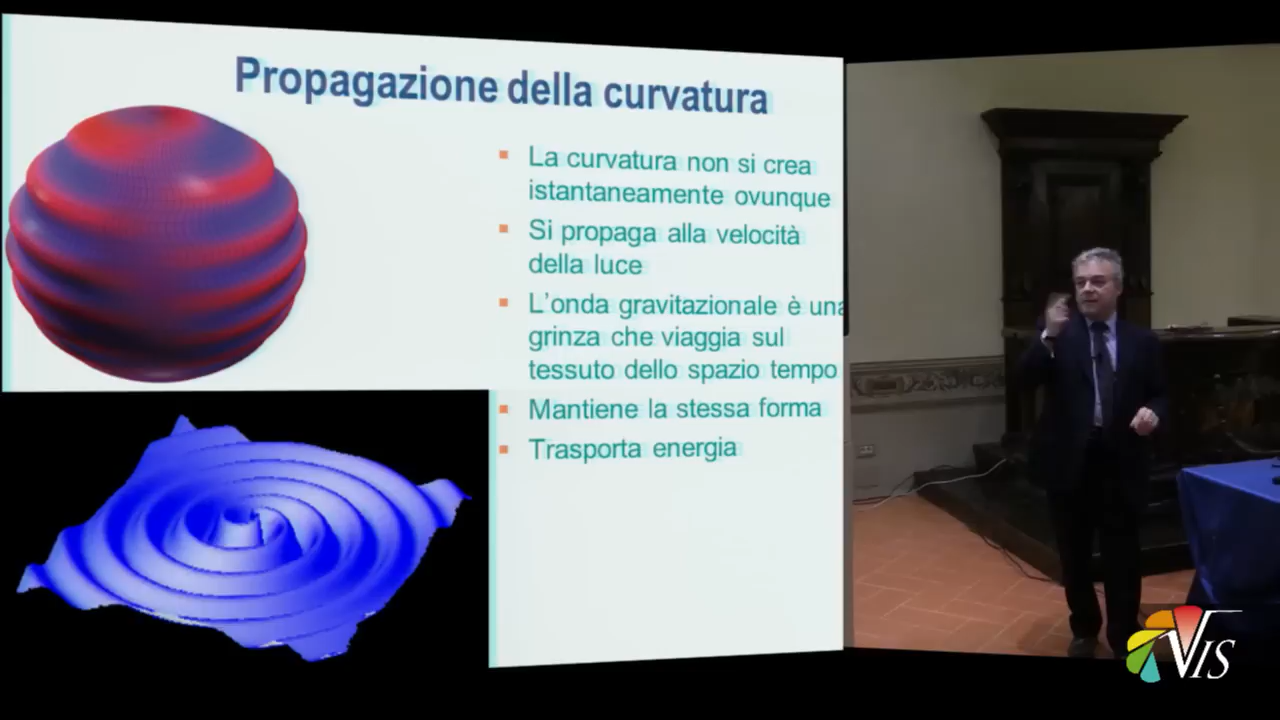 Propagazione della curvatura
La curvatura non si crea
istantaneamente ovunque
Si propaga alla velocità
della luce
L'onda gravitazionale è una
grinza che viaggia sul
tessuto dello spazio tempo
Mantiene la stessa forma
Trasporta energia
VIS